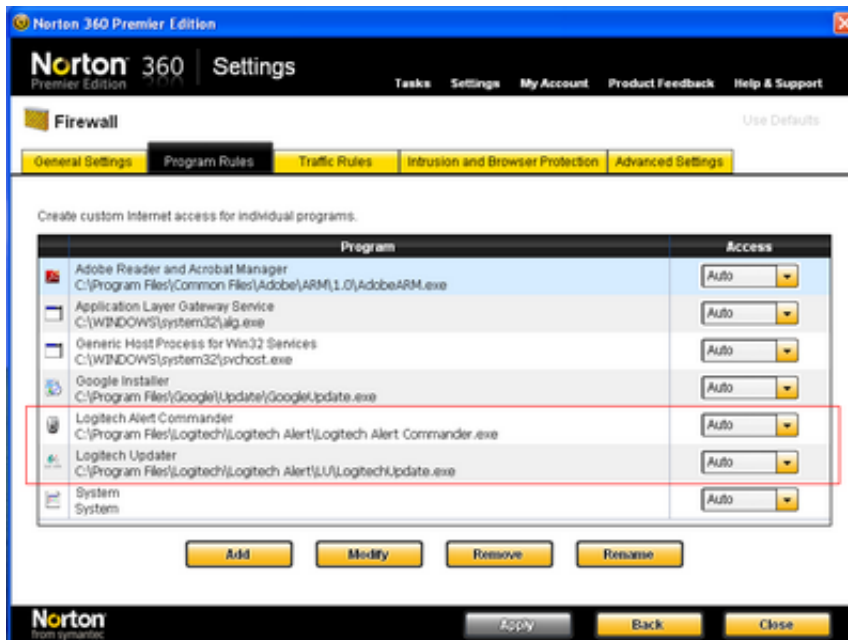 Norton 360 Premier Edition
Norton 360 Settings
Premier Edition
Tasks Settings My Account Product Feedback Help & Support
Firewall Use Defaults
General Settings Program Rules Traffic Rules Intrusion and Browser Protection Advanced Settings
Create custom Internet access for individual programs.
Program Access
Adobe Reader and Acrobat Manager
C:\Program Files\Common Files\Adobe\ARM\1.0\AdobeARM.exe
Auto
Application Layer Gateway Service
C:\WINDOWS\system32\alg.exe
Auto
Generic Host Process for Win32 Services
C:\WINDOWS\system32\svchost.exe
Auto
Google Installer
C:\Program Files\Google\Update\GoogleUpdate.exe
Auto
Logitech Alert Commander
C:\Program Files\Logitech\Logitech Alert\Logitech Alert Commander.exe
Auto
Logitech Updater
C:\Program Files\Logitech\Logitech Alert\LU\LogitechUpdate.exe
Auto
System
System
Auto
Add Modify Remove Rename
Norton
from symantec
Apply Back Close